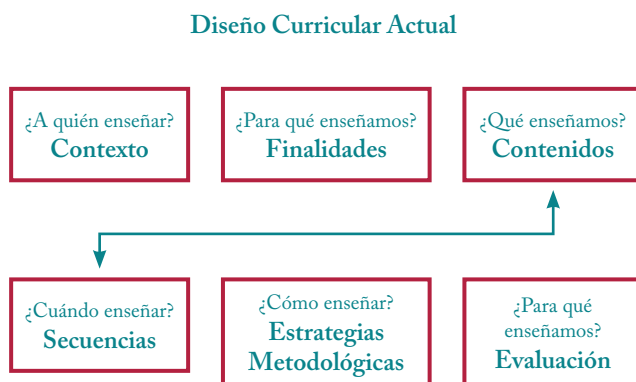 Diseño Curricular Actual
¿A quién enseñar?
Contexto
¿Para qué enseñamos?
Finalidades
¿Qué enseñamos?
Contenidos
¿Cuándo enseñar?
Secuencias
¿Cómo enseñar?
Estrategias
Metodológicas
¿Para qué
enseñamos?
Evaluación